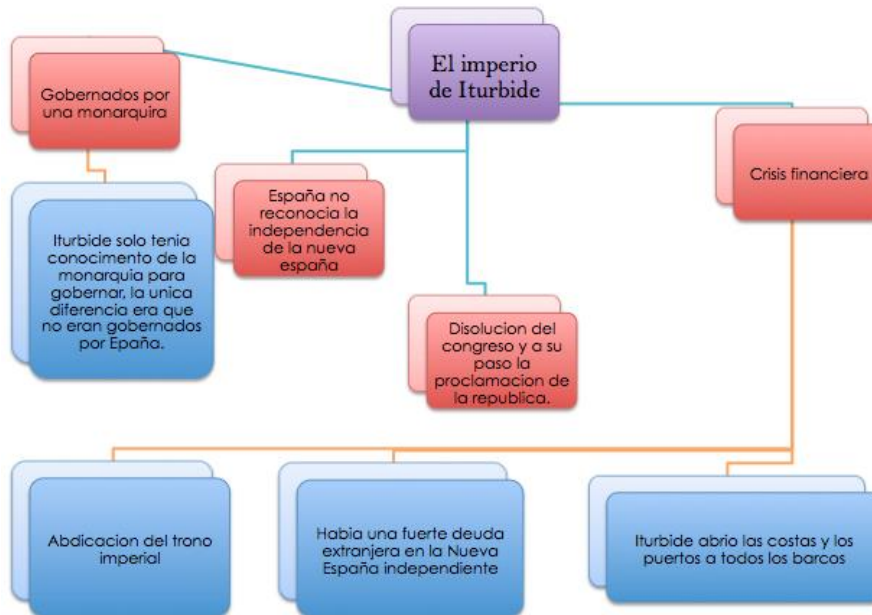 El imperio
de Iturbide
Gobernados por
una monarquira
Iturbide solo tenia
conocimento de la
monarquia para
gobernar, la unica
diferencia era que
no eran gobernados
por Epaña.
España no
reconocia la
independencia
de la nueva
españa
Disolucion del
congreso y a su
paso la
proclamacion de
la republica.
Crisis financiera
Abdicacion del trono
imperial
Habia una fuerte deuda
extranjera en la Nueva
España independiente
Iturbide abrio las costas y los
puertos a todos los barcos